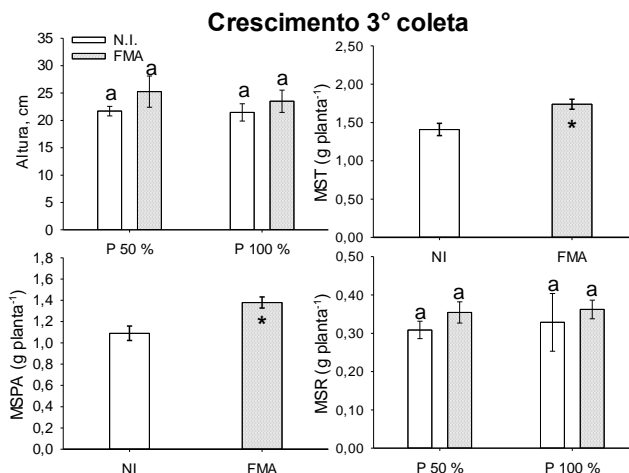 Crescimento 3° coleta
N.I.
FMA
35
30
25
20
15
10
5
0
Altura, cm
a
a
a
a
P 50 %
P 100 %
2,50
2,00
1,50
1,00
0,50
0,00
MST (g planta-1)
*
NI
FMA
1,8
1,6
1,4
1,2
1,0
0,8
0,6
0,4
0,2
0,0
MSPA (g planta-1)
*
NI
FMA
0,50
0,40
0,30
0,20
0,10
0,00
MSR (g planta-1)
a
a
a
a
P 50 %
P 100 %